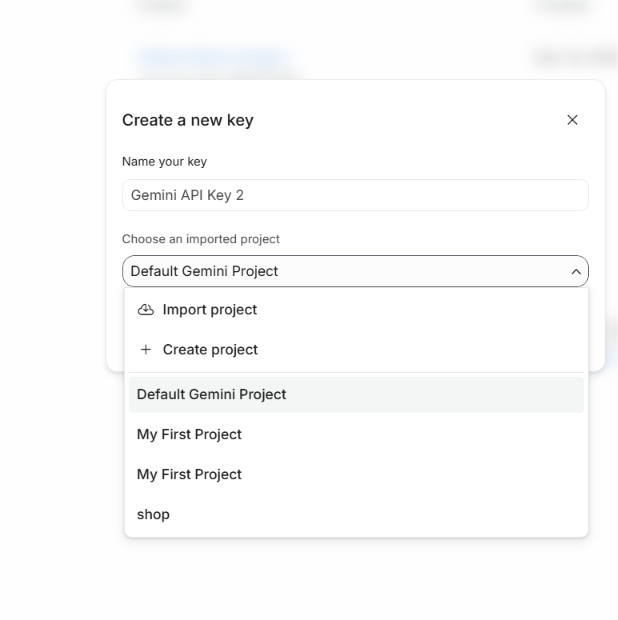 Create a new key
Name your key
Gemini API Key 2
Choose an imported project
Default Gemini Project
Import project
Create project
Default Gemini Project
My First Project
My First Project
shop